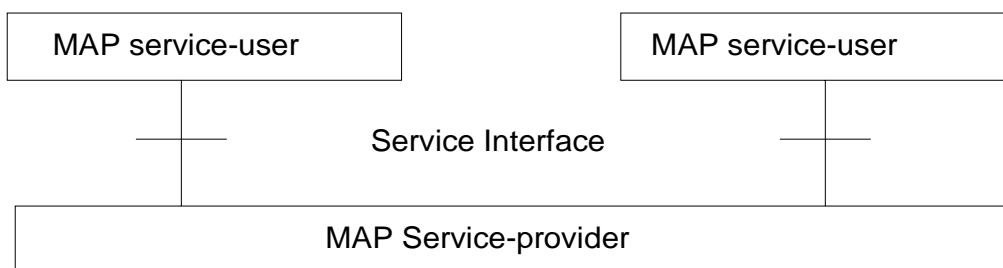 MAP service-user
MAP service-user
Service Interface
MAP Service-provider